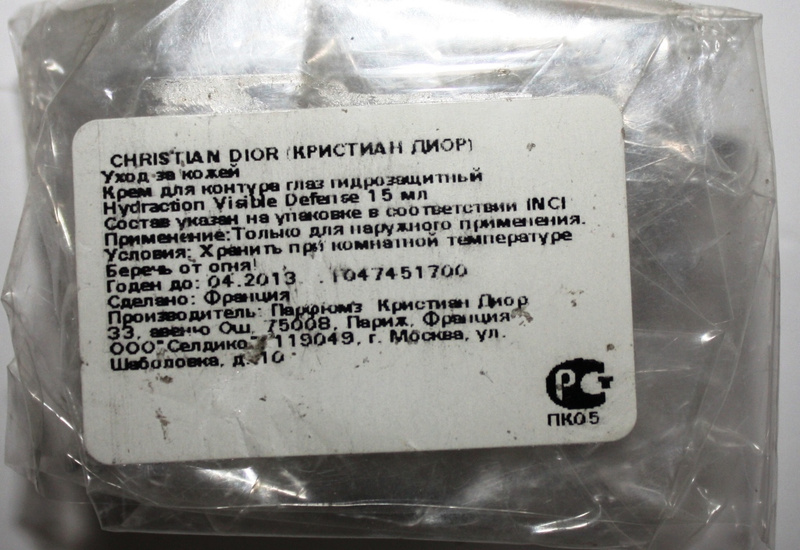 CHRISTIAN DIOR (КРИСТИАН ДИОР)
Уход за кожей
Крем для контура глаз гидрозащитный
Hydraction Visible Defense 15 мл
Состав указан на упаковке в соответствии INCI
Применение:Только для наружного применения.
Условия: Хранить при комнатной температуре
Беречь от огня!
Годен до: 04.2013 1047451700
Сделано: Франция
Производитель: Парфюмз Кристиан Диор
33, авеню Ош, 75008, Париж, Франция
ООО"Селдико" 119049, г. Москва, ул.
Шаболовка, д. 10
РСТ
ПК05